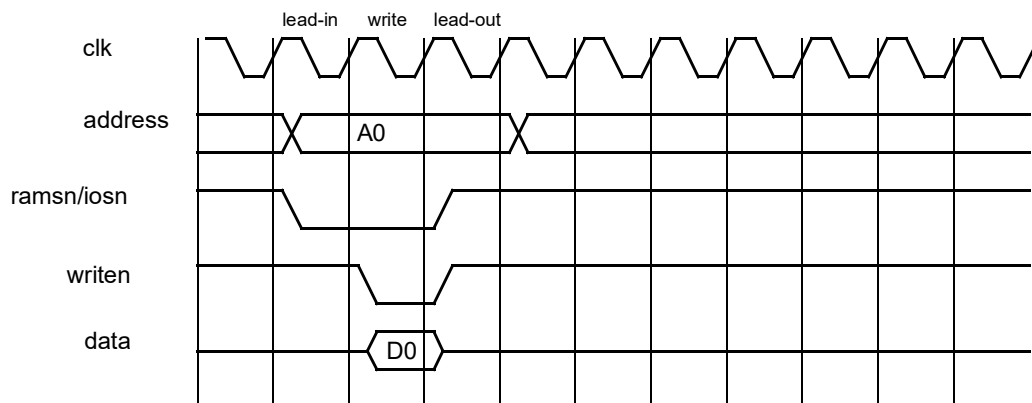 lead-in write lead-out
clk
address
A0
ramsn/iosn
writen
data
D0